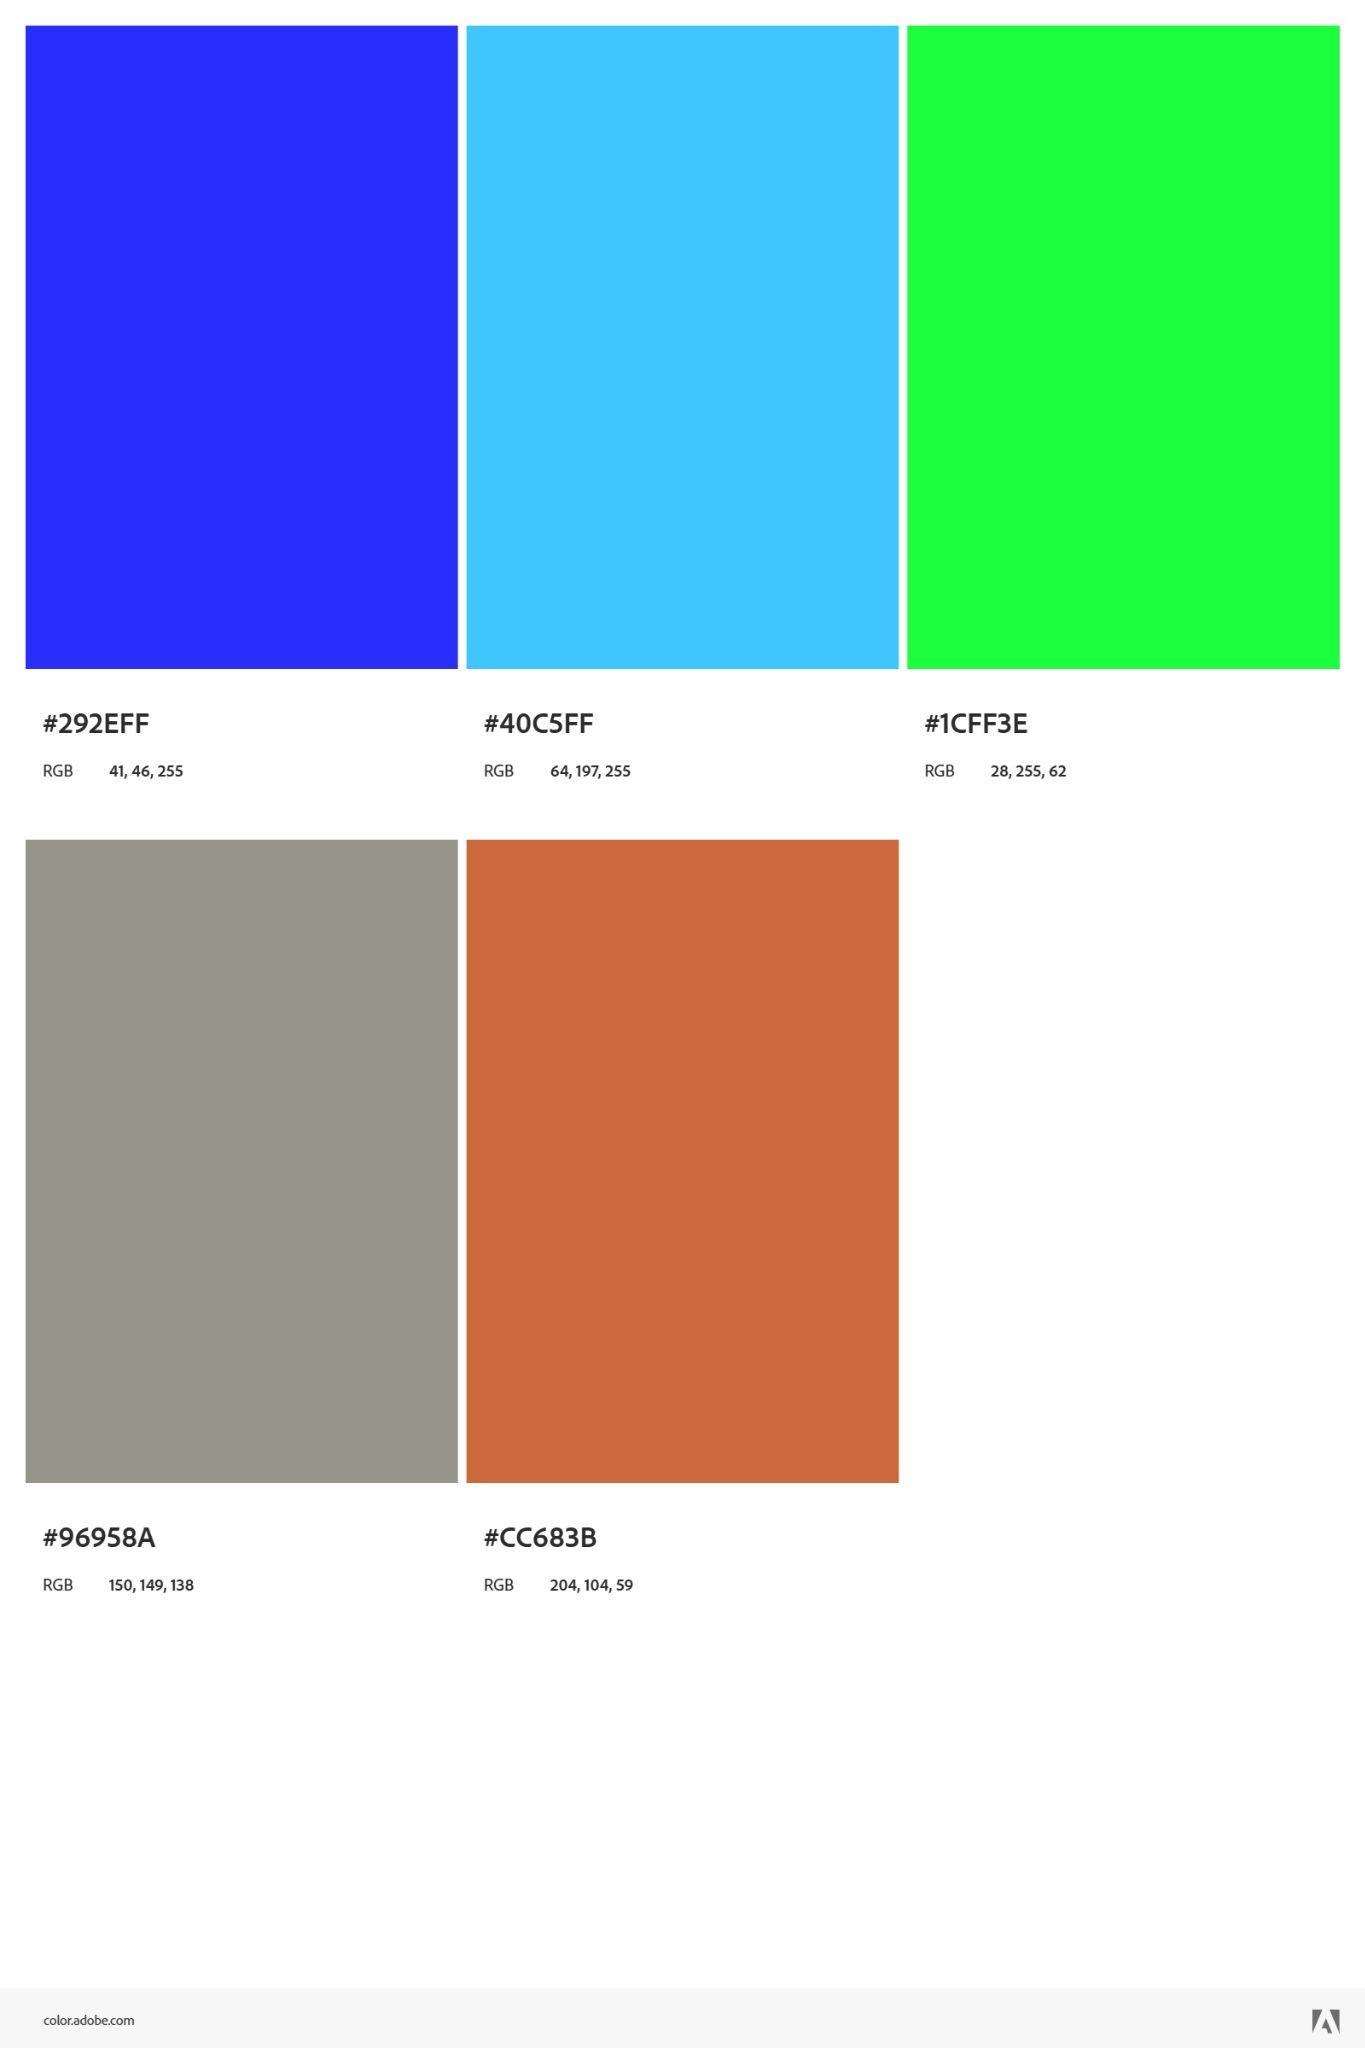 #292EFF
RGB 41, 46, 255
#40C5FF
RGB 64, 197, 255
#1CFF3E
RGB 28, 255, 62
#96958A
RGB 150, 149, 138
#CC683B
RGB 204, 104, 59
color.adobe.com